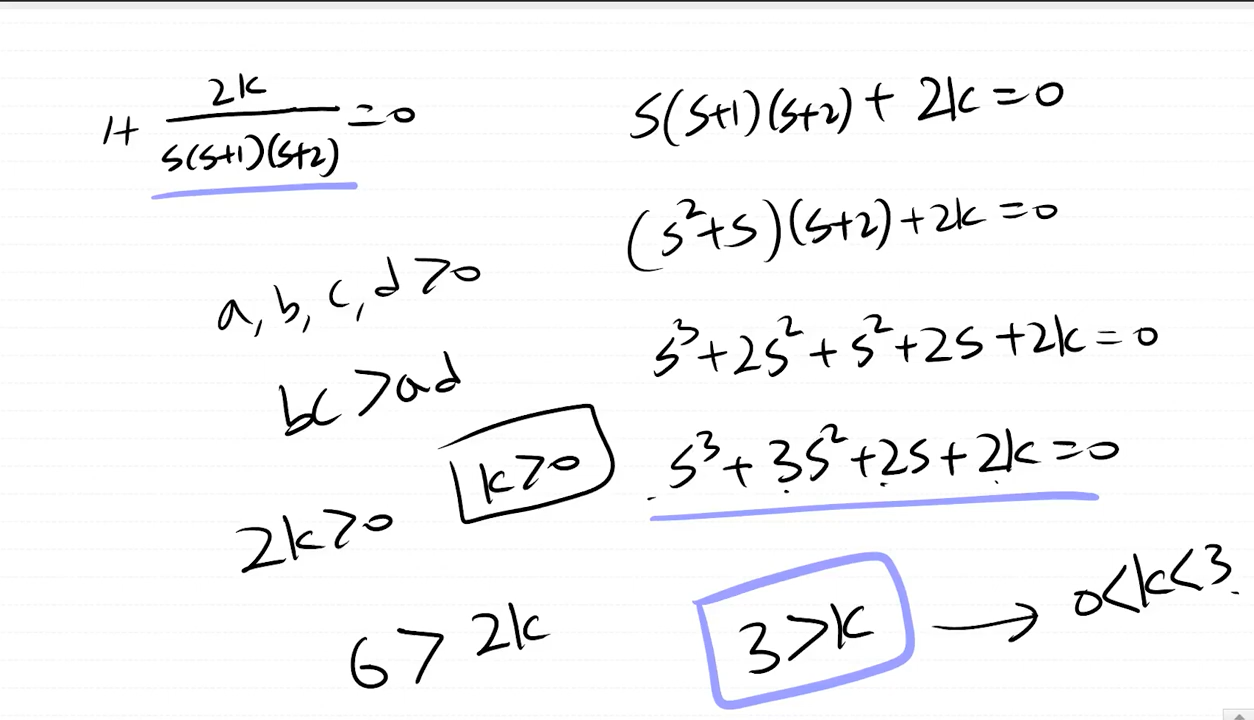 1+ 2k/(s(s+1)(s+2)) =0
a, b, c, d >0
bc >ad
k>0
2k>0
6 > 2k
s(s+1)(s+2) + 2k =0
(s²+s)(s+2) +2k =0
s³+2s²+s²+2s+2k=0
s³+3s²+2s+2k=0
3>k → 0<k<3